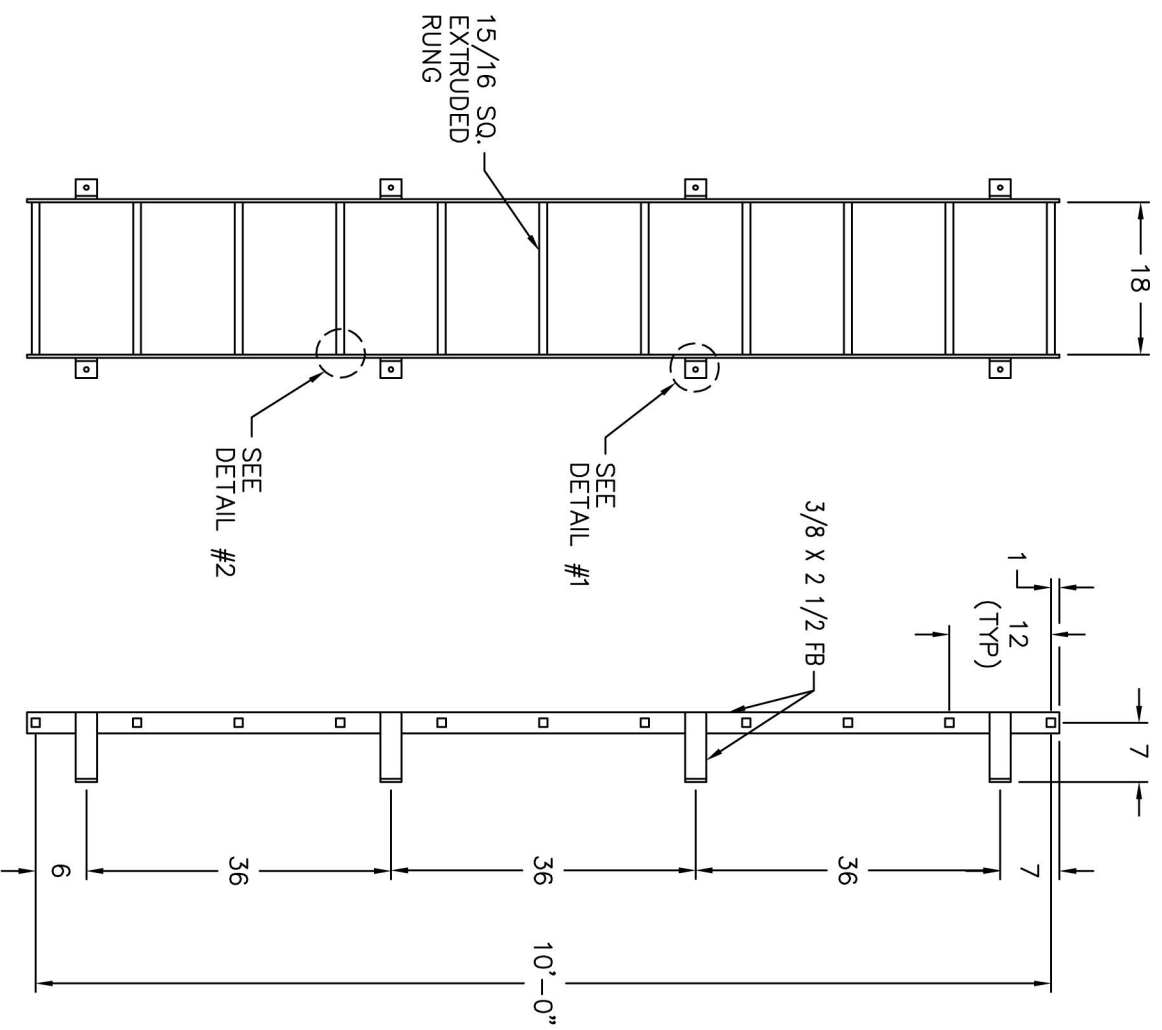 15/16 SQ.
EXTRUDED
RUNG
18
SEE
DETAIL #2
SEE
DETAIL #1
3/8 X 2 1/2 FB
1
12
(TYP)
7
6
36
36
36
7
10'-0"